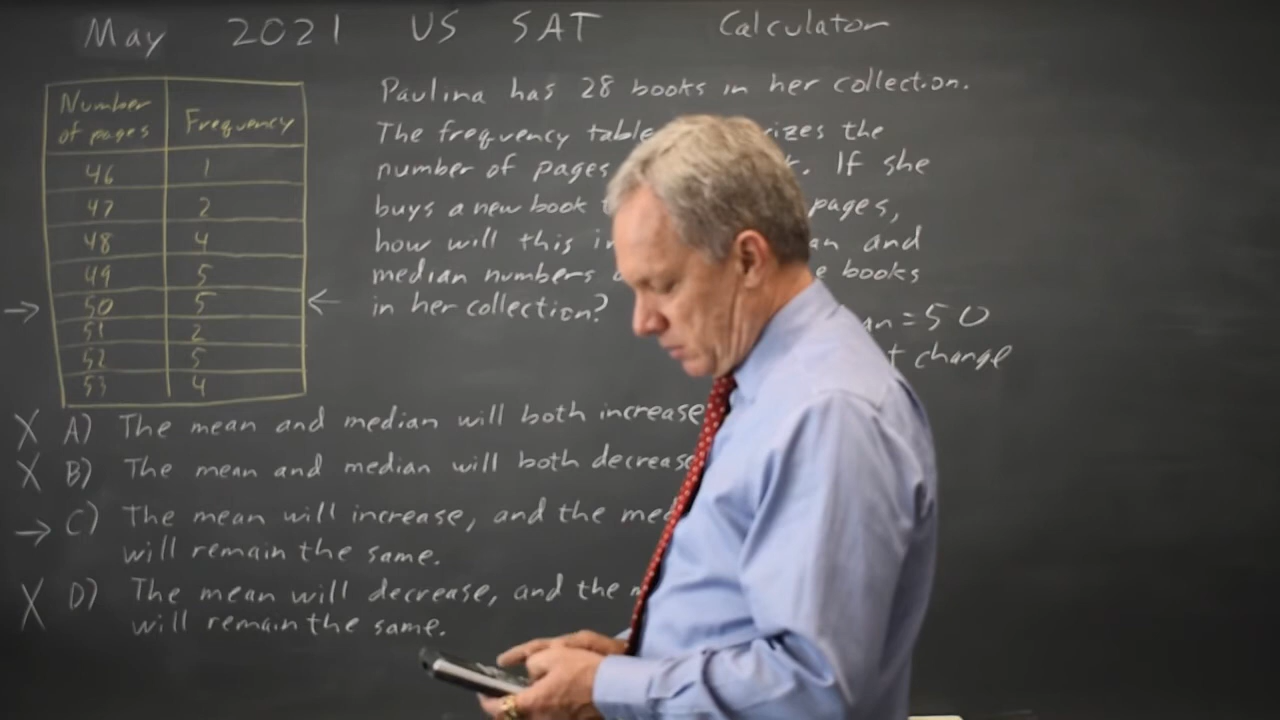 May 2021 US SAT Calculator
Number of pages Frequency
46 1
47 2
48 4
49 5
50 5
51 2
52 5
53 4
Paulina has 28 books in her collection.
The frequency table the
number of pages If she
buys a new book pages,
how will this and
median numbers books
in her collection?
= 50
change
X A) The mean and median will both increase
X B) The mean and median will both decrease
→ C) The mean will increase, and the
will remain the same.
X D) The mean will decrease, and the
will remain the same.